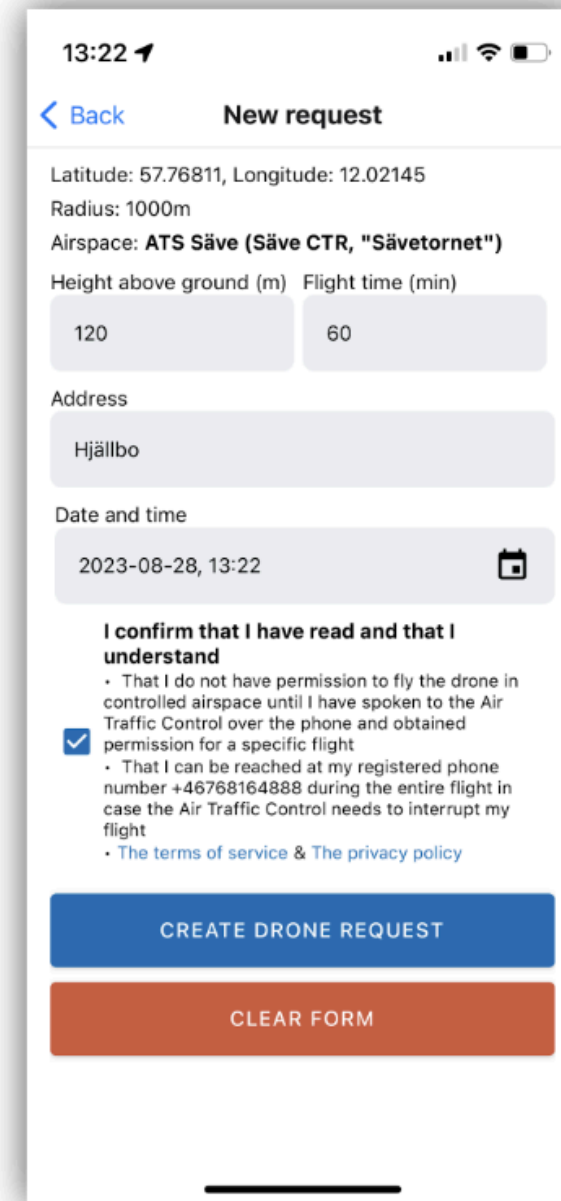 13:22
Back
New request
Latitude: 57.76811, Longitude: 12.02145
Radius: 1000m
Airspace: ATS Säve (Säve CTR, "Sävetornet")
Height above ground (m) Flight time (min)
120 60
Address
Hjällbo
Date and time
2023-08-28, 13:22
I confirm that I have read and that I
understand
• That I do not have permission to fly the drone in
controlled airspace until I have spoken to the Air
Traffic Control over the phone and obtained
permission for a specific flight
• That I can be reached at my registered phone
number +46768164888 during the entire flight in
case the Air Traffic Control needs to interrupt my
flight
• The terms of service & The privacy policy
CREATE DRONE REQUEST
CLEAR FORM